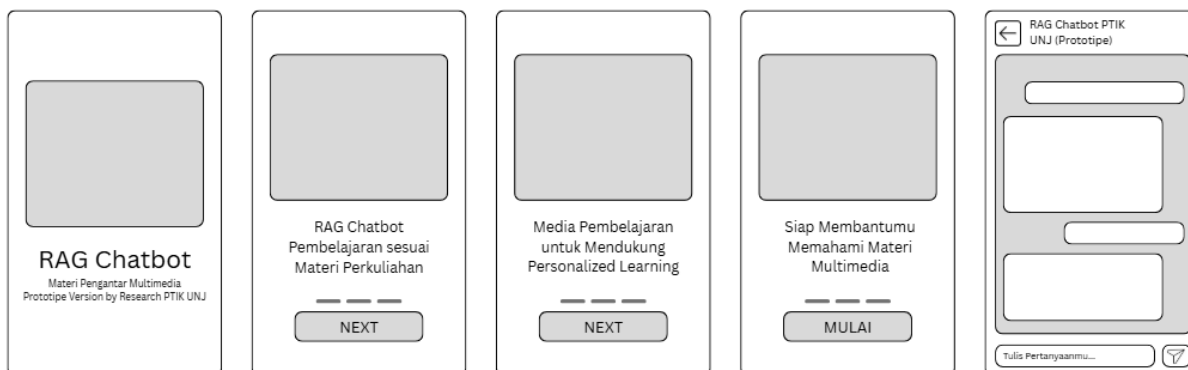 RAG Chatbot
Materi Pengantar Multimedia
Prototipe Version by Research PTIK UNJ
RAG Chatbot
Pembelajaran sesuai
Materi Perkuliahan
NEXT
Media Pembelajaran
untuk Mendukung
Personalized Learning
NEXT
Siap Membantumu
Memahami Materi
Multimedia
MULAI
RAG Chatbot PTIK
UNJ (Prototipe)
Tulis Pertanyaanmu...